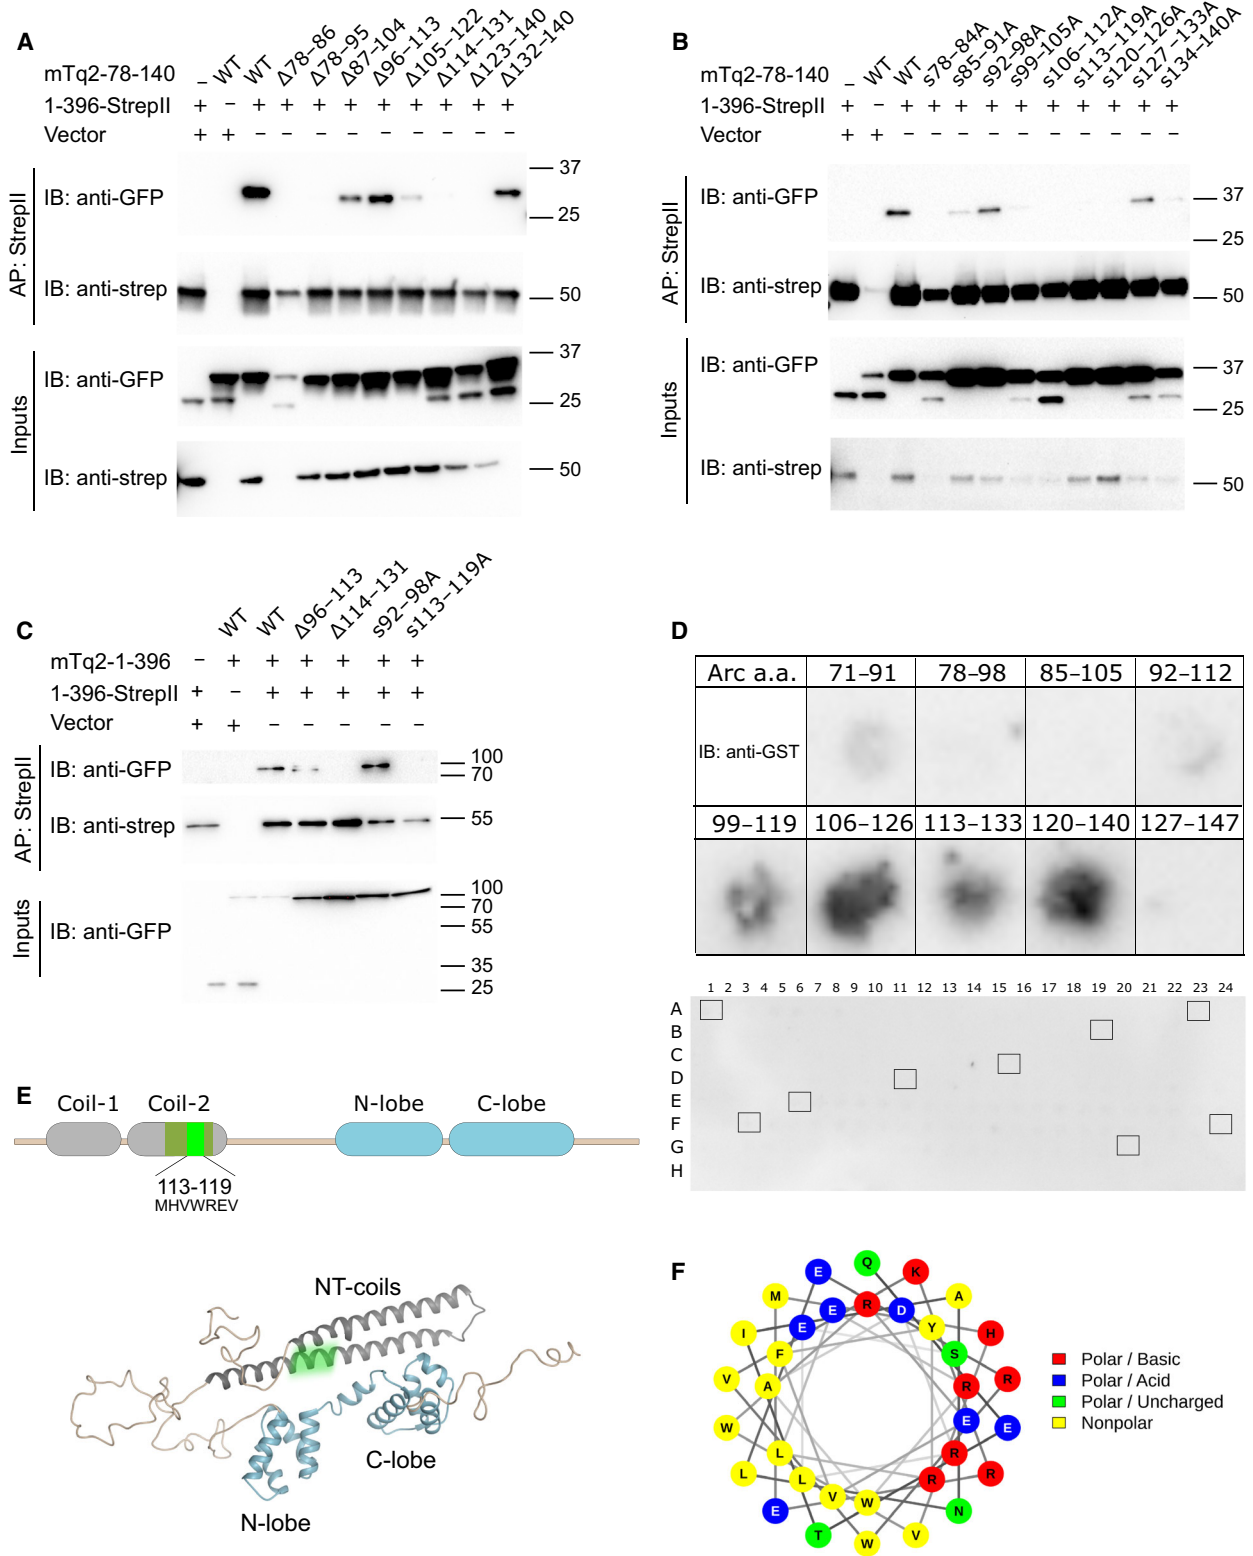 A
mTq2-78-140 – WT WT Δ78–86 Δ78–95 Δ87–104 Δ96–113 Δ105–122 Δ114–131 Δ123–140 Δ132–140
1-396-StrepII + – + + + + + + + + +
Vector + + – – – – – – – – –
AP: StrepII
IB: anti-GFP
37
25
IB: anti-strep
50
Inputs
IB: anti-GFP
37
25
IB: anti-strep
50
B
mTq2-78-140 – WT WT s78–84A s85–91A s92–98A s99–105A s106–112A s113–119A s120–126A s127–133A s134–140A
1-396-StrepII + – + + + + + + + + + +
Vector + + – – – – – – – – – –
AP: StrepII
IB: anti-GFP
37
25
IB: anti-strep
50
Inputs
IB: anti-GFP
37
25
IB: anti-strep
50
C
WT WT Δ96–113 Δ114–131 s92–98A s113–119A
mTq2-1-396 – + + + + + +
1-396-StrepII + – + + + + +
Vector + + – – – – –
AP: StrepII
IB: anti-GFP
100
70
IB: anti-strep
55
Inputs
IB: anti-GFP
100
70
55
35
25
D
Arc a.a. 71–91 78–98 85–105 92–112
IB: anti-GST
99–119 106–126 113–133 120–140 127–147
1 2 3 4 5 6 7 8 9 10 11 12 13 14 15 16 17 18 19 20 21 22 23 24
A
B
C
D
E
F
G
H
E
Coil-1 Coil-2 N-lobe C-lobe
113-119
MHVWREV
NT-coils
C-lobe
N-lobe
F
Q
E K
M A
E R D
E Y
I H
F S
V A R R
W E E
L R
L L R R
V W
E N
T V
W
Polar / Basic
Polar / Acid
Polar / Uncharged
Nonpolar